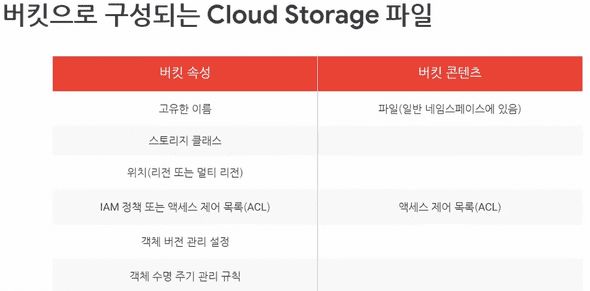 버킷으로 구성되는 Cloud Storage 파일
버킷 속성 버킷 콘텐츠
고유한 이름 파일(일반 네임스페이스에 있음)
스토리지 클래스
위치(리전 또는 멀티 리전)
IAM 정책 또는 액세스 제어 목록(ACL) 액세스 제어 목록(ACL)
객체 버전 관리 설정
객체 수명 주기 관리 규칙